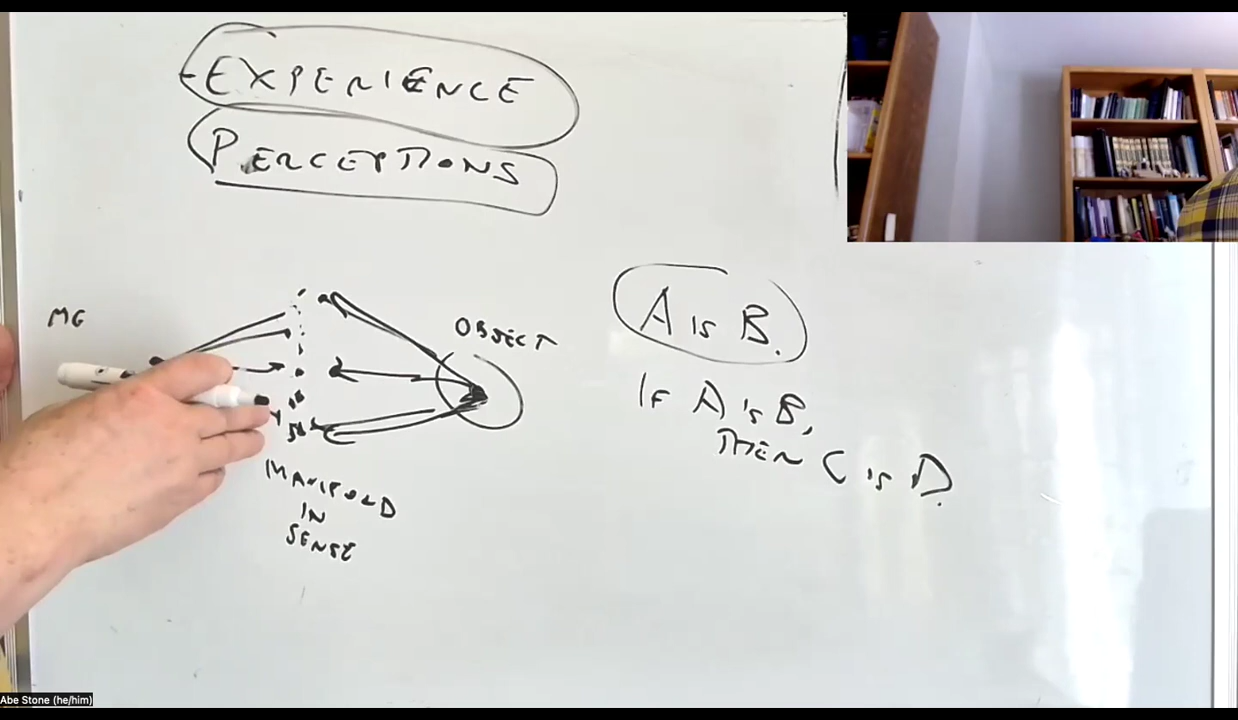 EXPERIENCE
PERCEPTIONS
ME
OBJECT
MANIFOLD
IN
SENSE
A is B.
If A is B,
THEN C is D.
Abe Stone (he/him)